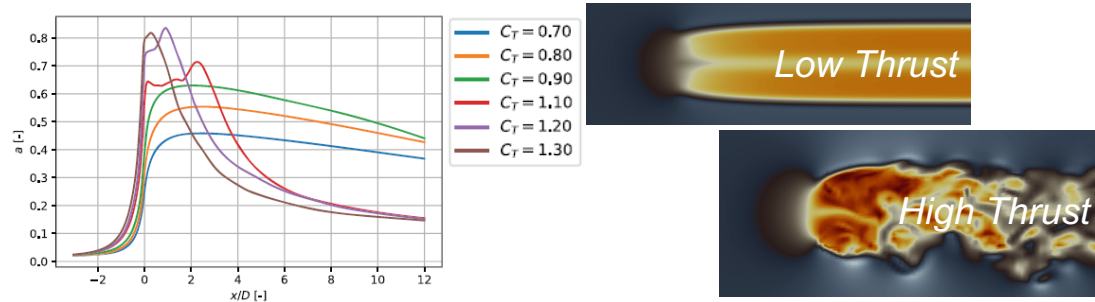 0.8
0.7
0.6
0.5
0.4
0.3
0.2
0.1
0.0
a [-]
−2 0 2 4 6 8 10 12
x/D [-]
C_T = 0.70
C_T = 0.80
C_T = 0.90
C_T = 1.10
C_T = 1.20
C_T = 1.30
Low Thrust
High Thrust